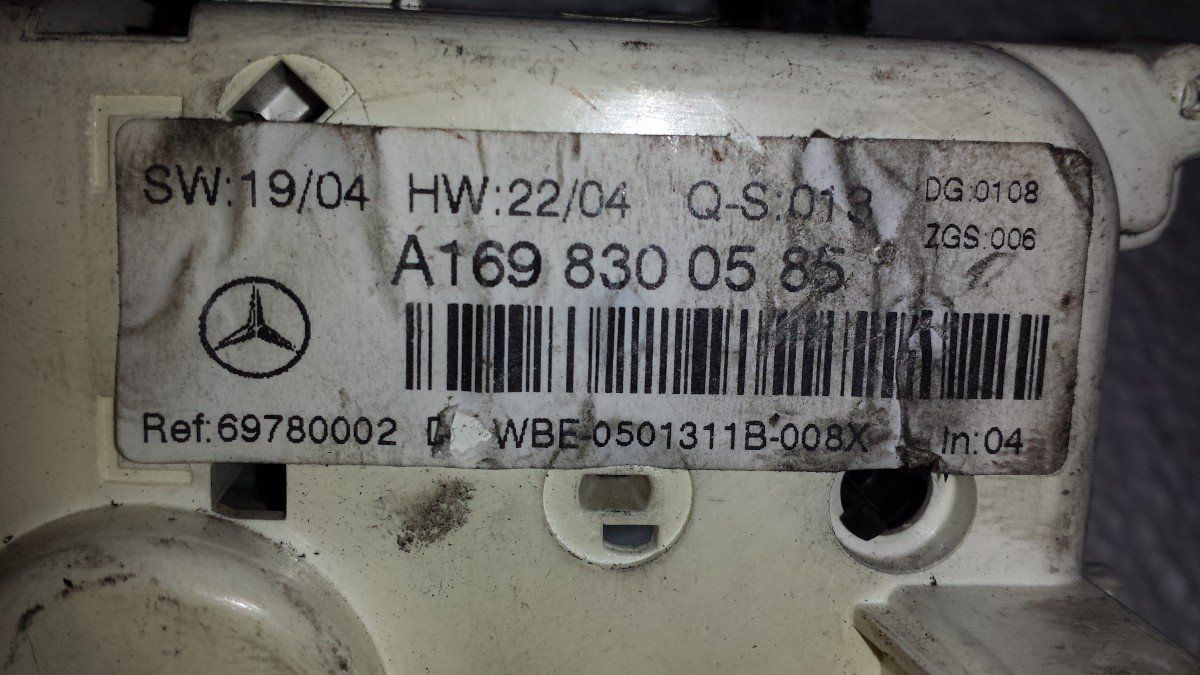 SW:19/04 HW:22/04 Q-S:013 DG:0108
ZGS:006
A169 830 05 85
Ref:69780002 WBE-0501311B-008X In:04